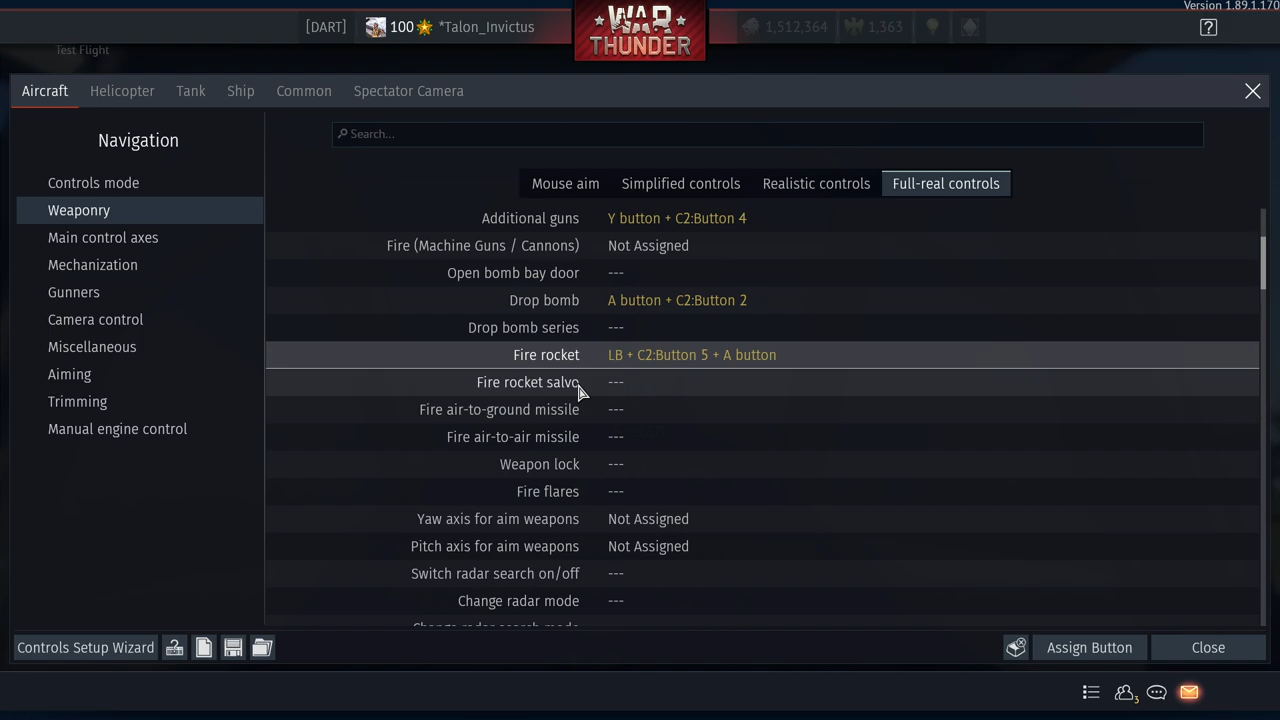 Version 1.89.1.170
[DART] 100 *Talon_Invictus
WAR
THUNDER
1,512,364 1,363
Test Flight
Aircraft Helicopter Tank Ship Common Spectator Camera
Navigation
Controls mode
Weaponry
Main control axes
Mechanization
Gunners
Camera control
Miscellaneous
Aiming
Trimming
Manual engine control
Search...
Mouse aim Simplified controls Realistic controls Full-real controls
Additional guns Y button + C2:Button 4
Fire (Machine Guns / Cannons) Not Assigned
Open bomb bay door ---
Drop bomb A button + C2:Button 2
Drop bomb series ---
Fire rocket LB + C2:Button 5 + A button
Fire rocket salvo ---
Fire air-to-ground missile ---
Fire air-to-air missile ---
Weapon lock ---
Fire flares ---
Yaw axis for aim weapons Not Assigned
Pitch axis for aim weapons Not Assigned
Switch radar search on/off ---
Change radar mode ---
Controls Setup Wizard Assign Button Close
3